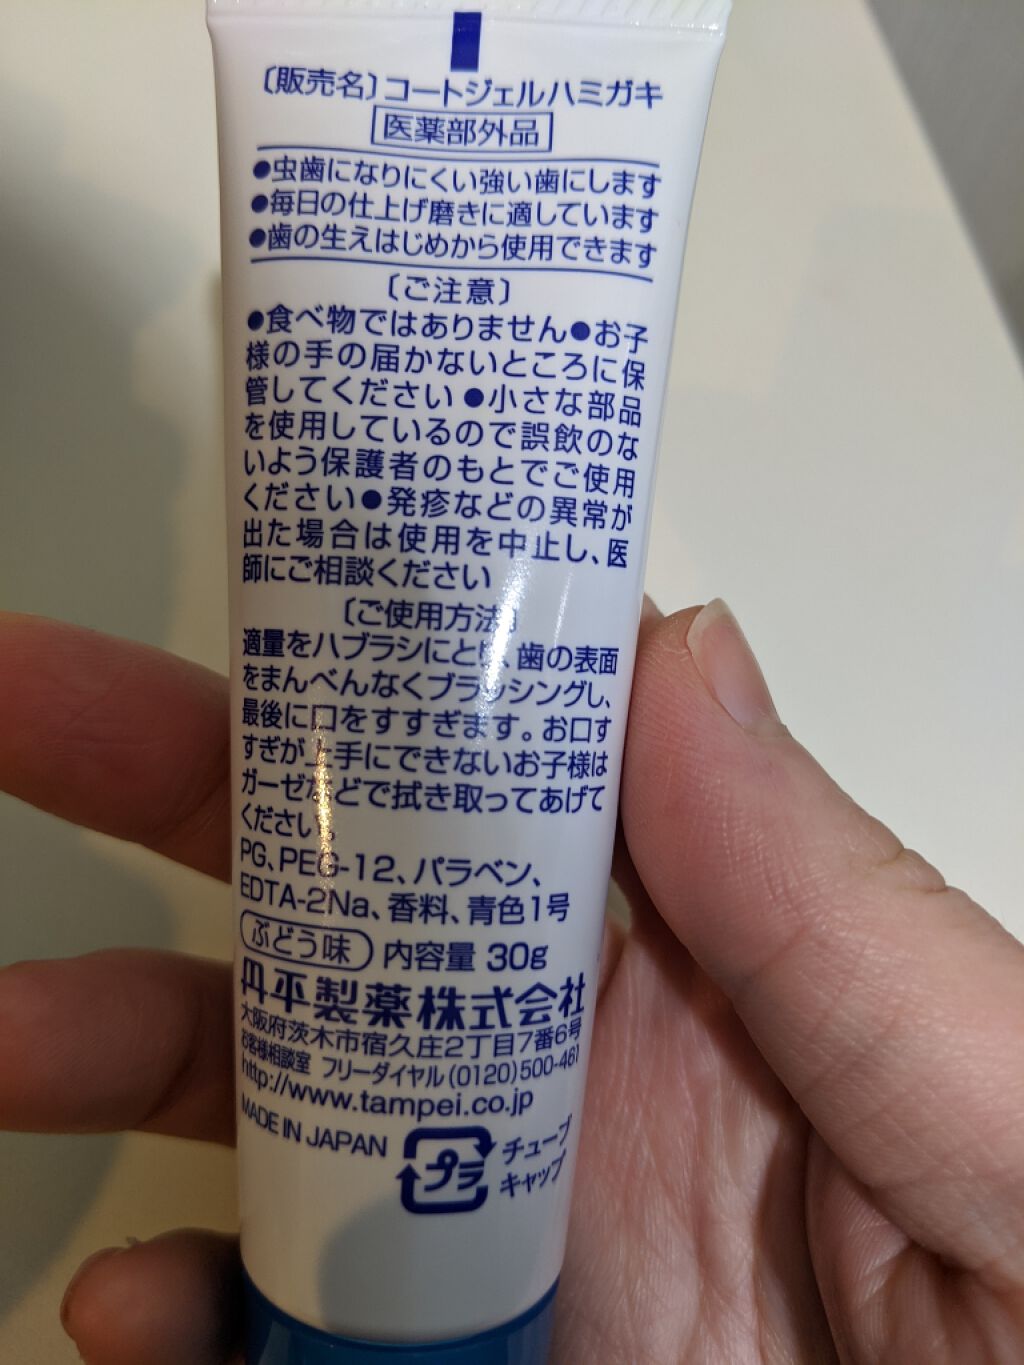 〔販売名〕コートジェルハミガキ
医薬部外品
●虫歯になりにくい強い歯にします
●毎日の仕上げ磨きに適しています
●歯の生えはじめから使用できます
〔ご注意〕
●食べ物ではありません●お子
様の手の届かないところに保
管してください●小さな部品
を使用しているので誤飲のな
いよう保護者のもとでご使用
ください●発疹などの異常が
出た場合は使用を中止し、医
師にご相談ください
〔ご使用方法〕
適量をハブラシにとり、歯の表面
をまんべんなくブラッシングし、
最後に口をすすぎます。お口す
すぎが上手にできないお子様は
ガーゼなどで拭き取ってあげて
ください。
PG、PEG-12、パラベン、
EDTA-2Na、香料、青色1号
ぶどう味 内容量 30g
丹平製薬株式会社
大阪府茨木市宿久庄2丁目7番6号
お客様相談室 フリーダイヤル(0120)500-461
http://www.tampei.co.jp
MADE IN JAPAN
プラ
チューブ
キャップ